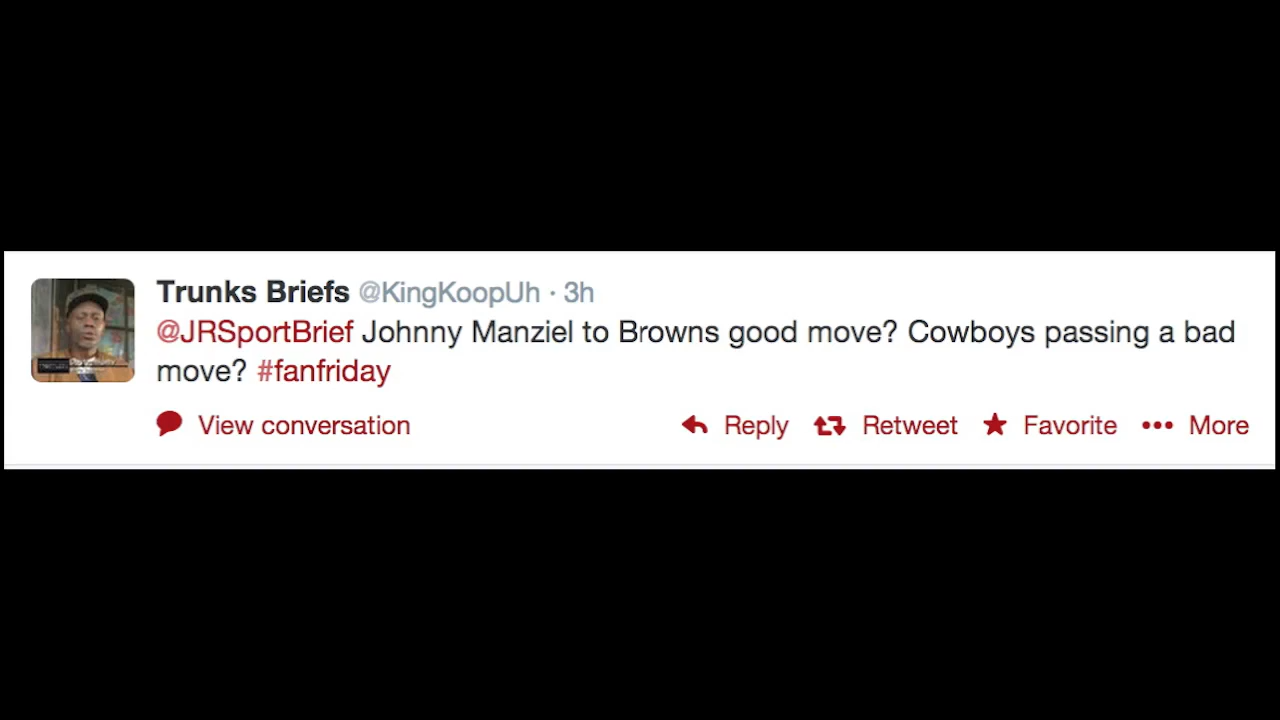 Trunks Briefs @KingKoopUh · 3h
@JRSportBrief Johnny Manziel to Browns good move? Cowboys passing a bad
move? #fanfriday
View conversation Reply Retweet Favorite More